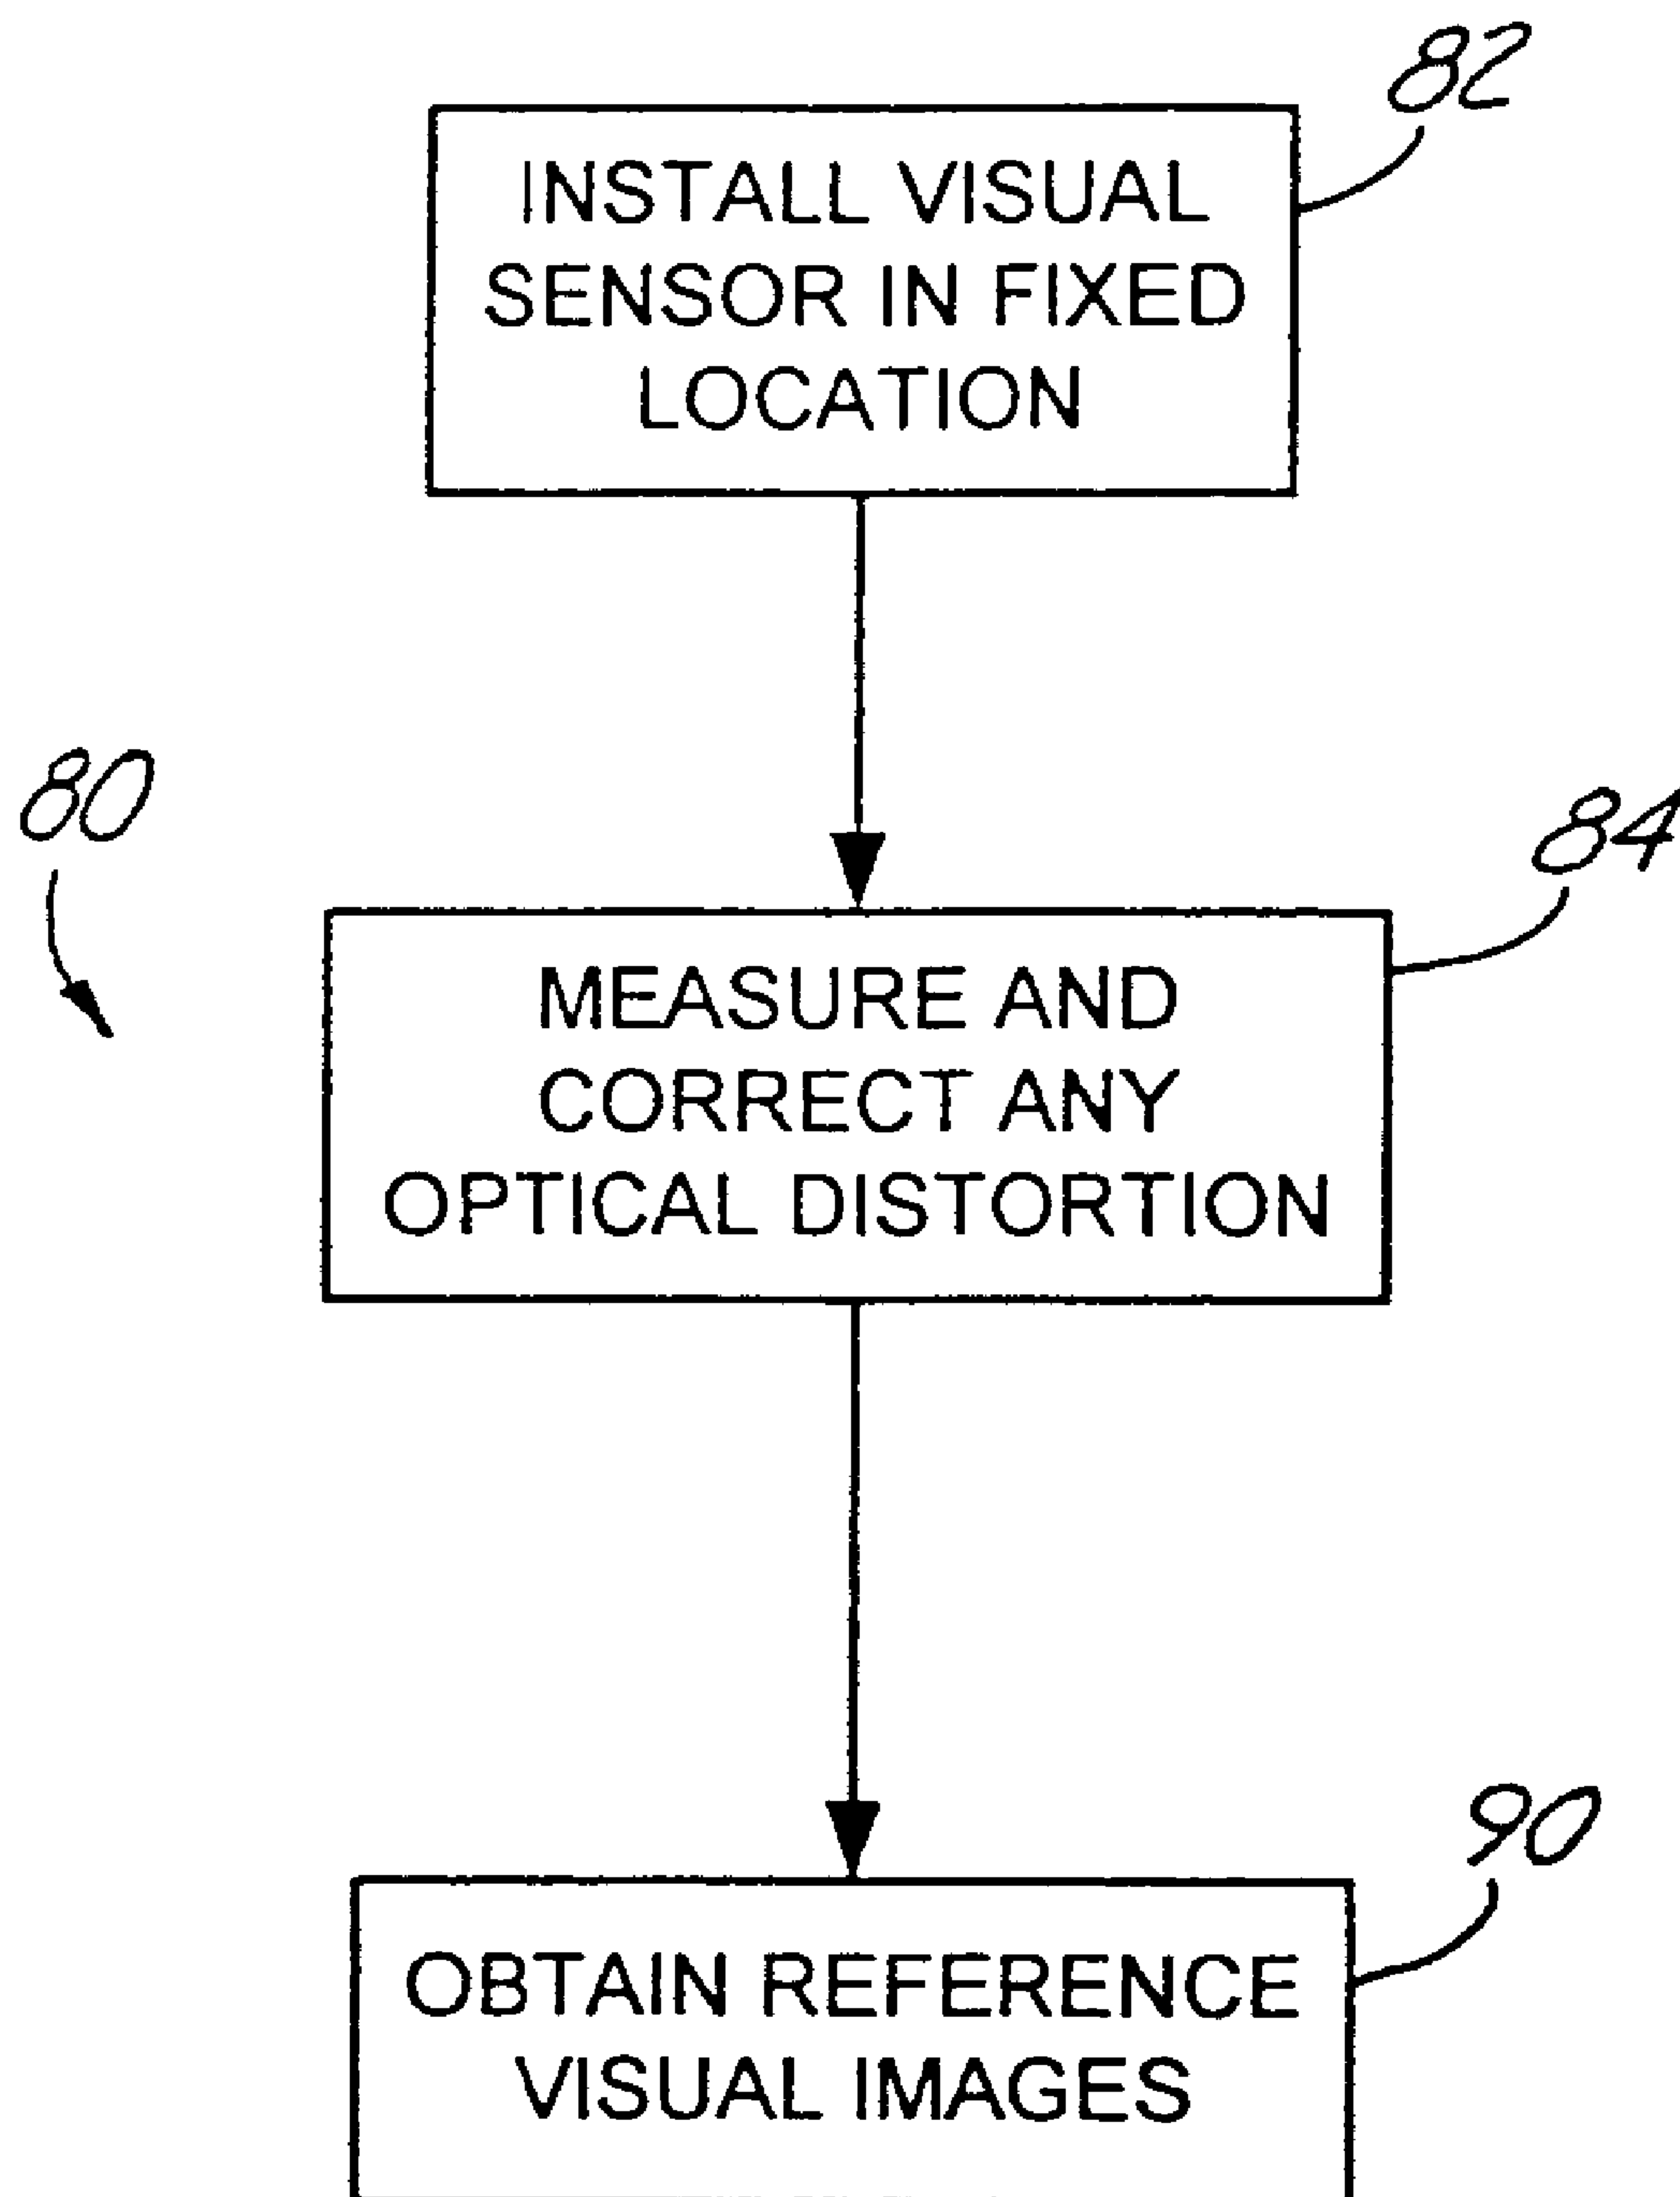 82
INSTALL VISUAL
SENSOR IN FIXED
LOCATION
80
84
MEASURE AND
CORRECT ANY
OPTICAL DISTORTION
90
OBTAIN REFERENCE
VISUAL IMAGES